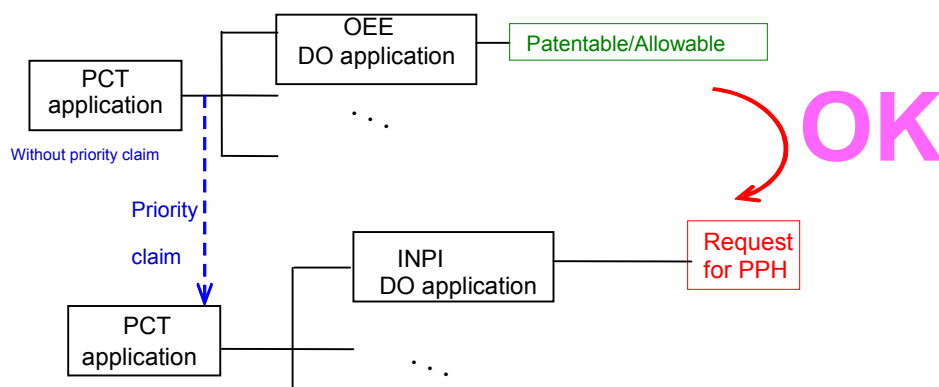 OEE
DO application
Patentable/Allowable
PCT
application
. . .
OK
Without priority claim
Priority
claim
INPI
DO application
Request
for PPH
PCT
application
. . .